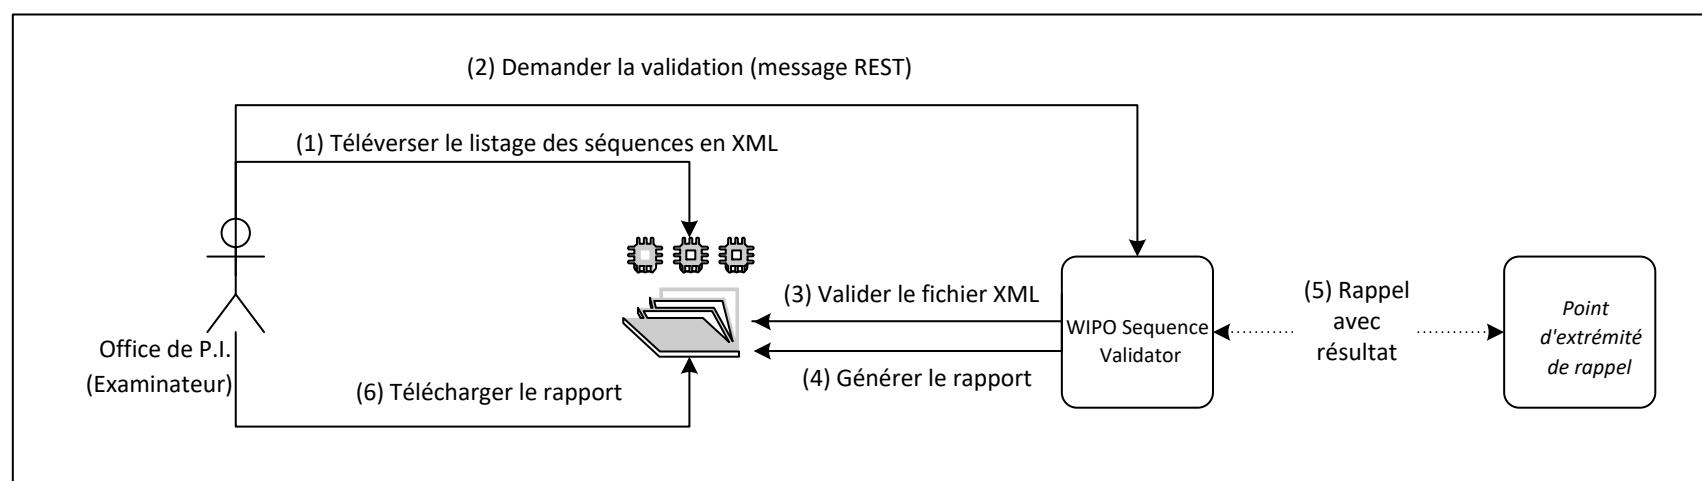 (2) Demander la validation (message REST)
(1) Téléverser le listage des séquences en XML
(3) Valider le fichier XML
(5) Rappel
avec
résultat
Point
d'extrémité
de rappel
WIPO Sequence
Validator
Office de P.I.
(Examinateur)
(4) Générer le rapport
(6) Télécharger le rapport